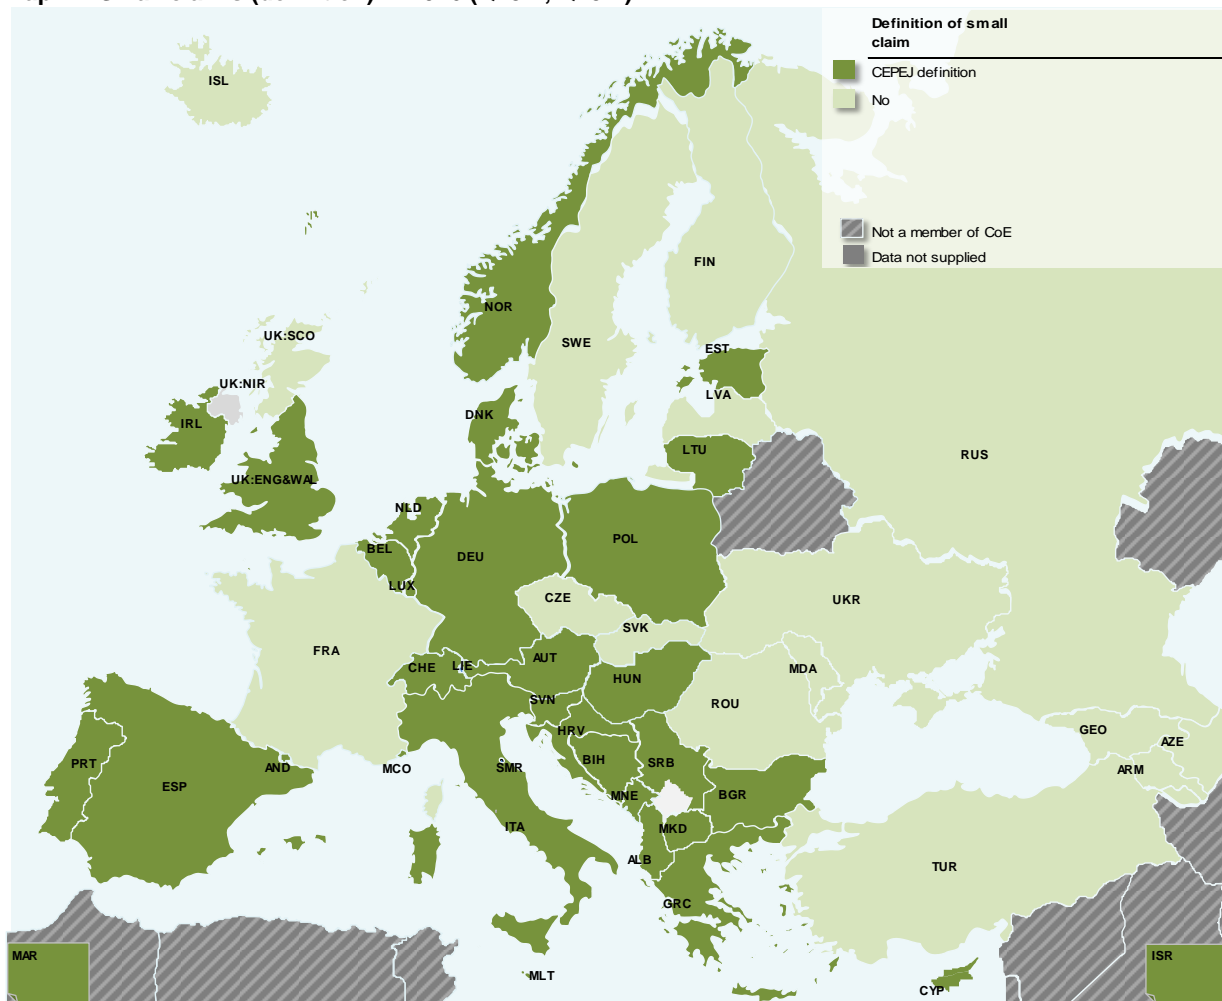 Definition of small
claim
CEPEJ definition
No
Not a member of CoE
Data not supplied
ISL
FIN
NOR
SWE
UK:SCO
EST
UK:NIR
LVA
DNK
IRL
LTU
RUS
UK:ENG&WAL
NLD
POL
BEL
DEU
LUX
CZE
UKR
SVK
FRA
AUT
CHE
LIE
MDA
HUN
SVN
ROU
HRV
GEO
AZE
PRT
AND
MCO
SMR
BIH
SRB
ARM
ESP
MNE
BGR
ITA
MKD
ALB
TUR
GRC
MAR
ISR
MLT
CYP